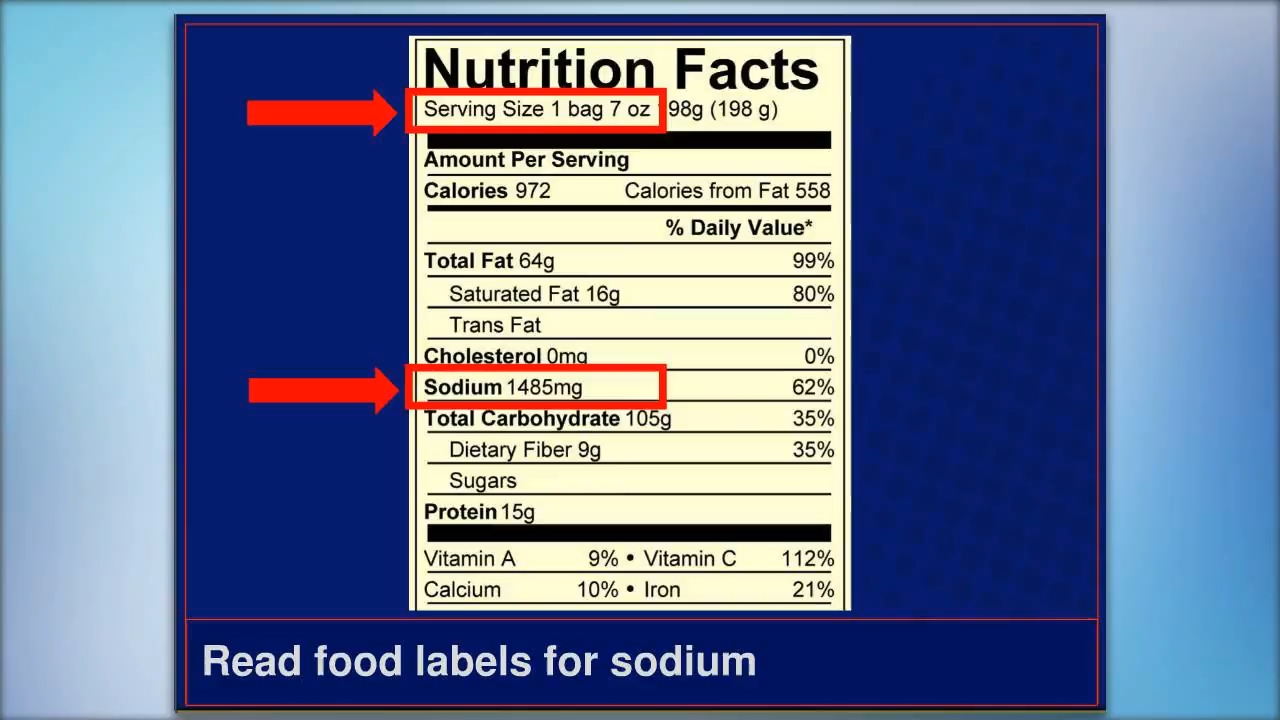 Nutrition Facts
Serving Size 1 bag 7 oz 98g (198 g)
Amount Per Serving
Calories 972 Calories from Fat 558
% Daily Value*
Total Fat 64g 99%
Saturated Fat 16g 80%
Trans Fat
Cholesterol 0mg 0%
Sodium 1485mg 62%
Total Carbohydrate 105g 35%
Dietary Fiber 9g 35%
Sugars
Protein 15g
Vitamin A 9% • Vitamin C 112%
Calcium 10% • Iron 21%
Read food labels for sodium